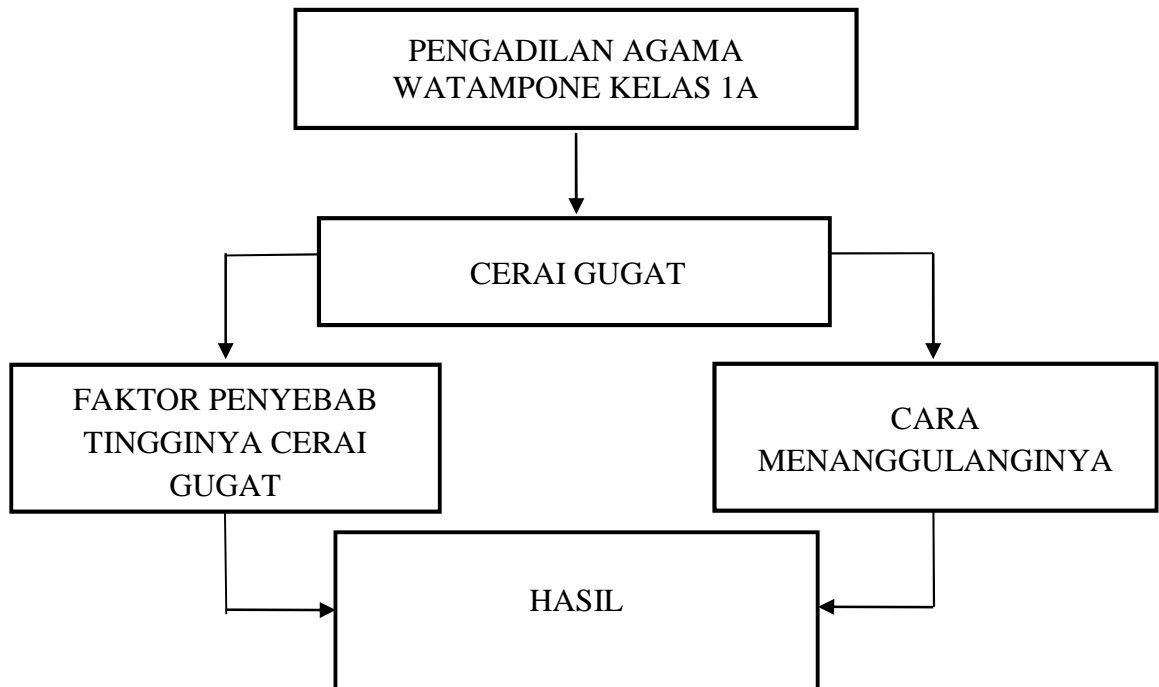 PENGADILAN AGAMA
WATAMPONE KELAS 1A
CERAI GUGAT
FAKTOR PENYEBAB
TINGGINYA CERAI
GUGAT
CARA
MENANGGULANGINYA
HASIL